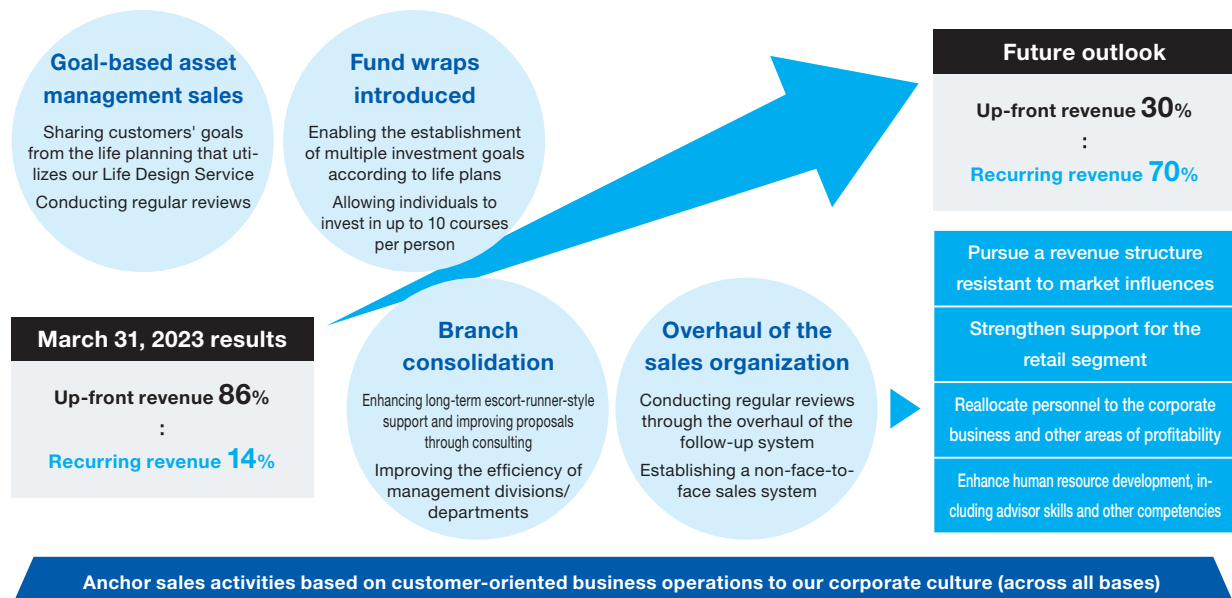 Goal-based asset
management sales
Sharing customers' goals
from the life planning that uti-
lizes our Life Design Service
Conducting regular reviews
Fund wraps
introduced
Enabling the establishment
of multiple investment goals
according to life plans
Allowing individuals to
invest in up to 10 courses
per person
March 31, 2023 results
Up-front revenue 86%
:
Recurring revenue 14%
Branch
consolidation
Enhancing long-term escort-runner-style
support and improving proposals
through consulting
Improving the efficiency of
management divisions/
departments
Overhaul of the
sales organization
Conducting regular reviews
through the overhaul of the
follow-up system
Establishing a non-face-to-
face sales system
Future outlook
Up-front revenue 30%
:
Recurring revenue 70%
Pursue a revenue structure
resistant to market influences
Strengthen support for the
retail segment
Reallocate personnel to the corporate
business and other areas of profitability
Enhance human resource development, in-
cluding advisor skills and other competencies
Anchor sales activities based on customer-oriented business operations to our corporate culture (across all bases)